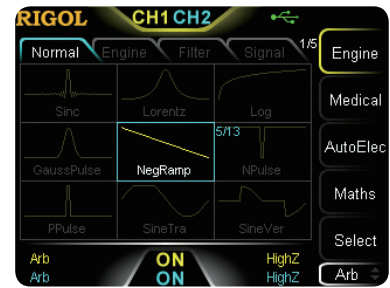 RIGOL CH1 CH2
Normal Engine Filter Signal 1/5 Engine
Sinc Lorentz Log
Medical
5/13
AutoElec
GaussPulse NegRamp NPulse
Maths
PPulse SineTra SineVer
Select
Arb ON HighZ
Arb ON HighZ
Arb